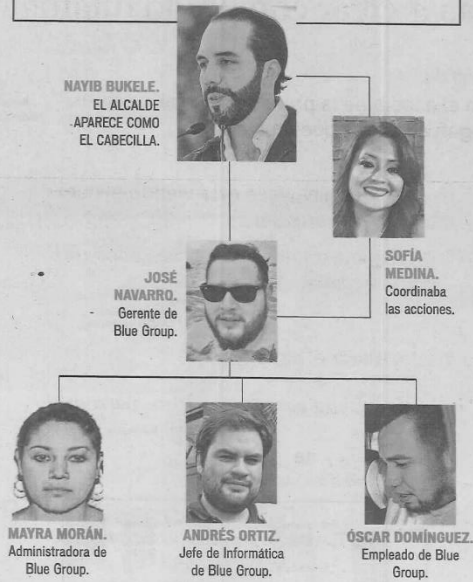 NAYIB BUKELE.
EL ALCALDE
APARECE COMO
EL CABECILLA.
SOFÍA
MEDINA.
Coordinaba
las acciones.
JOSÉ
NAVARRO.
Gerente de
Blue Group.
MAYRA MORÁN.
Administradora de
Blue Group.
ANDRÉS ORTIZ.
Jefe de Informática
de Blue Group.
ÓSCAR DOMÍNGUEZ.
Empleado de Blue
Group.